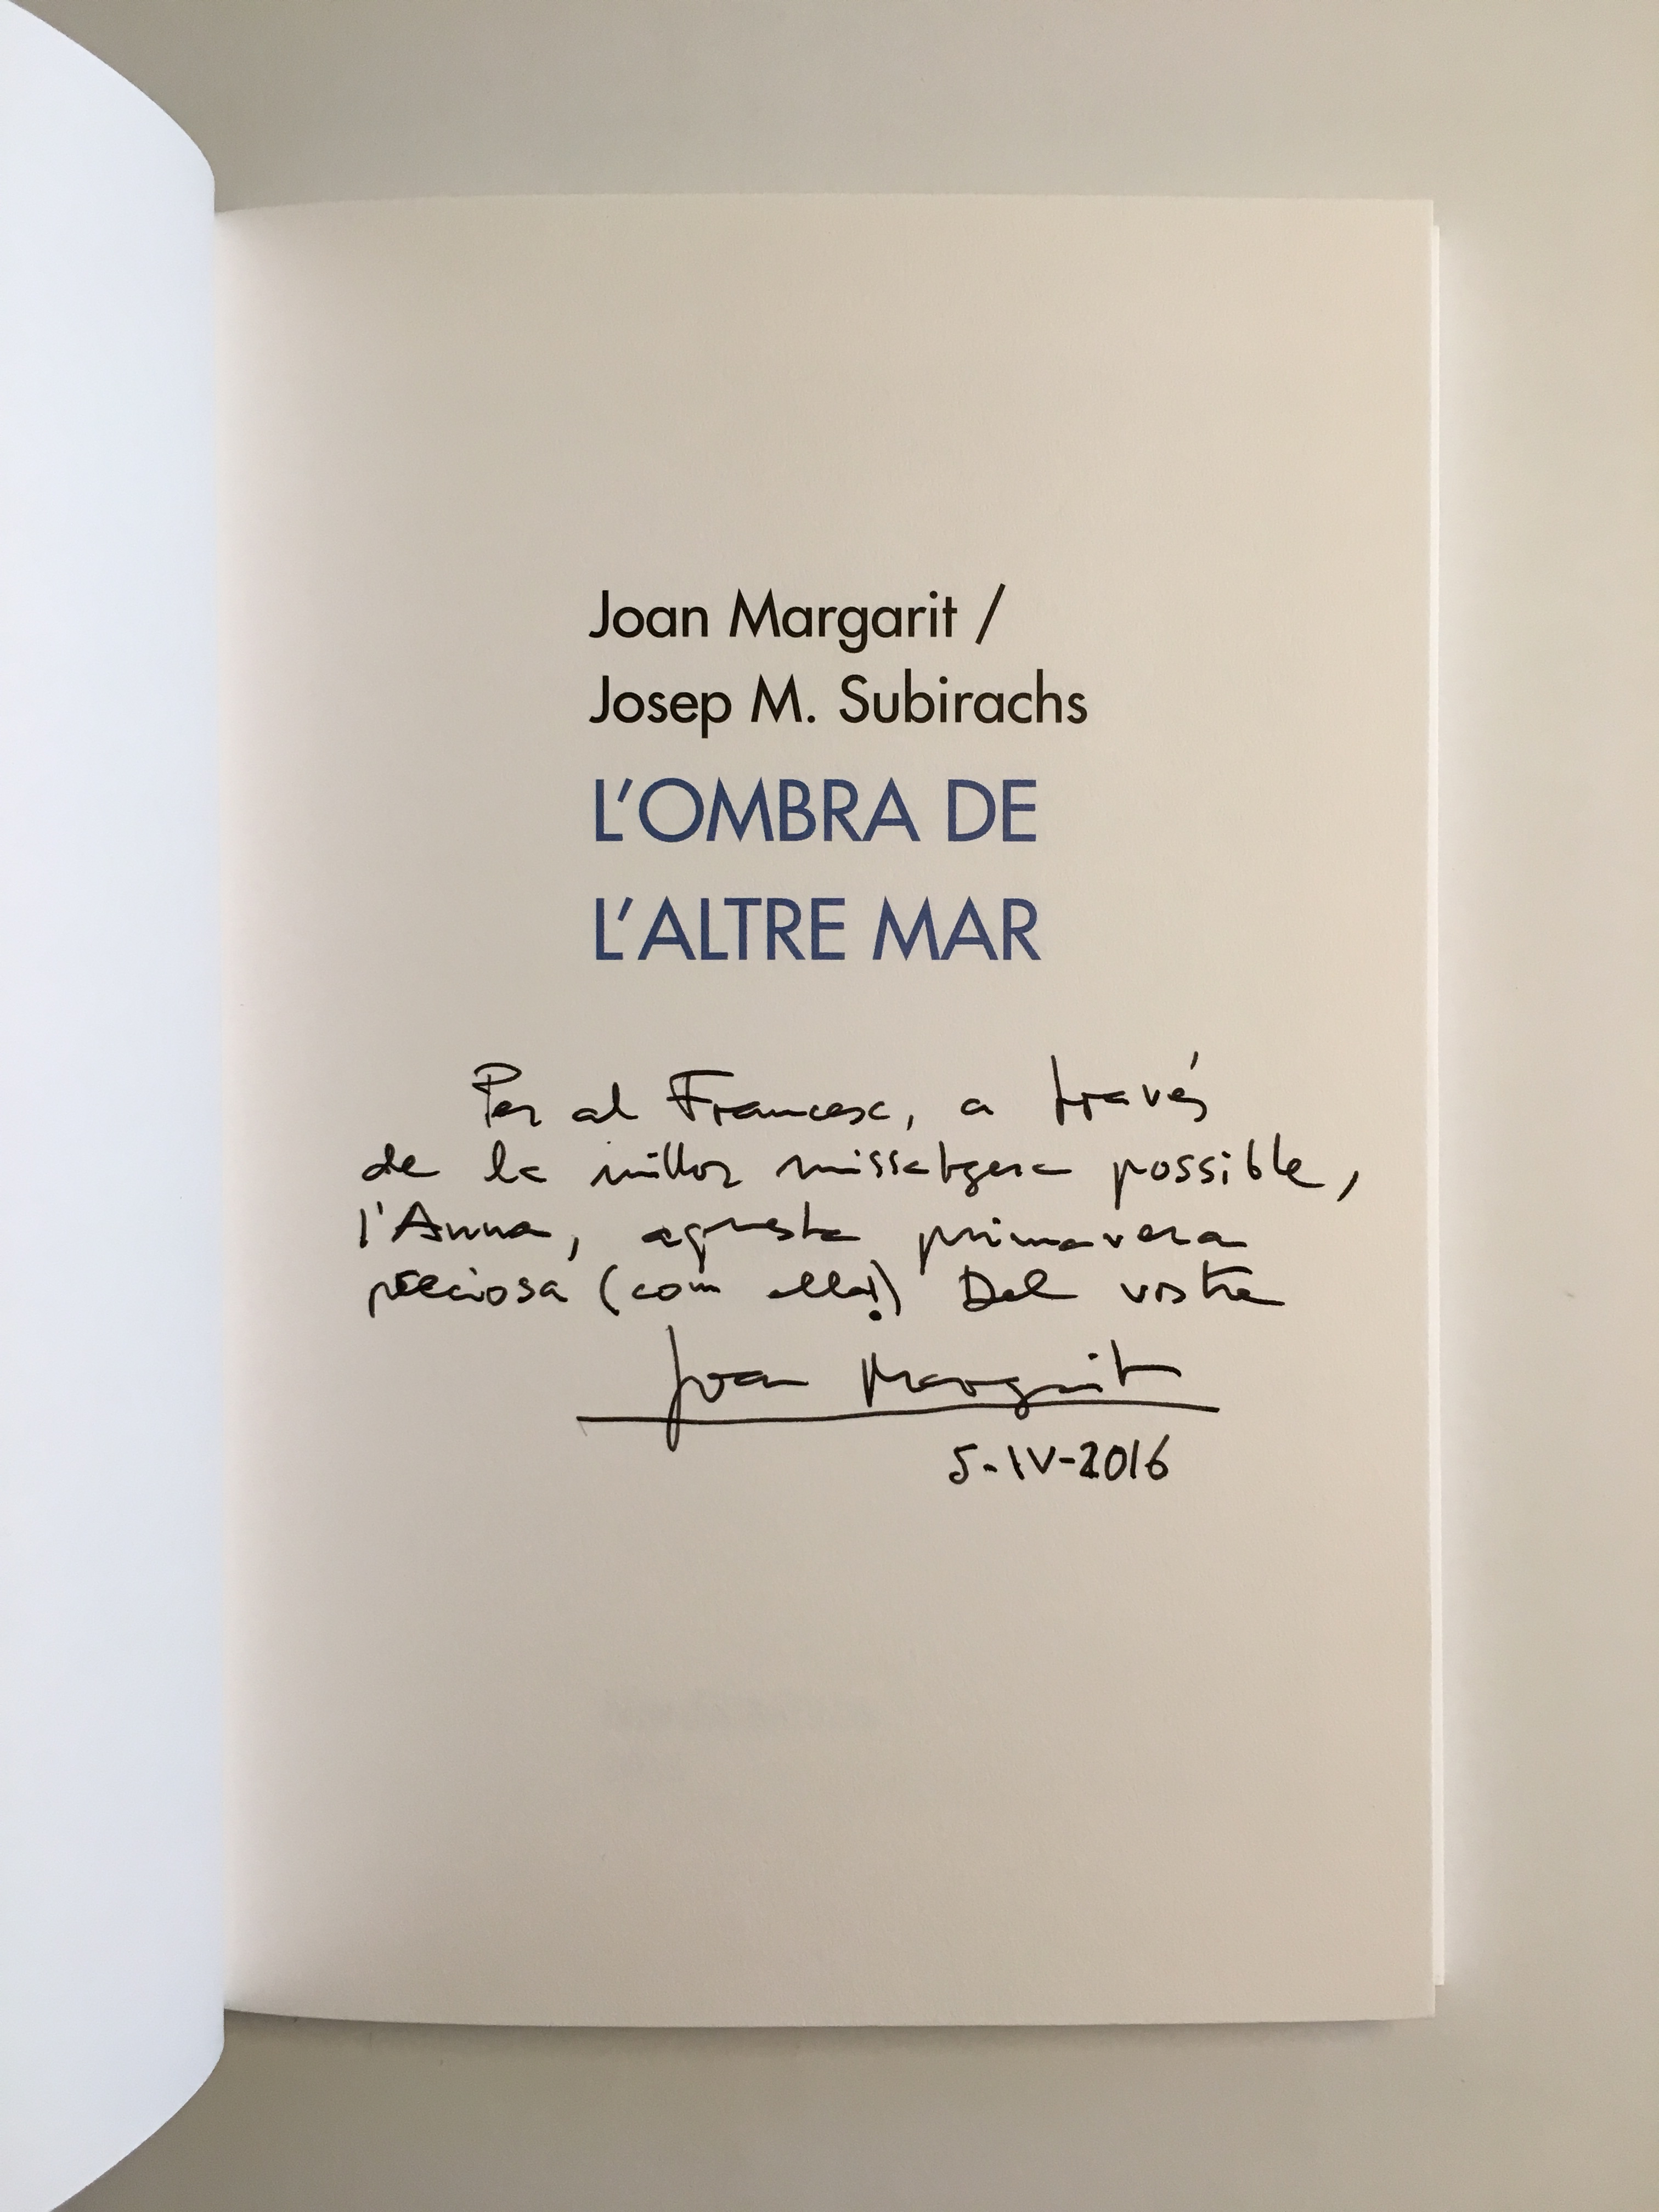 Joan Margarit /
Josep M. Subirachs
L'OMBRA DE
L'ALTRE MAR
Per al Francesc, a través
de la millor missatgera possible,
l'Anna, aquesta primavera
preciosa (com ella!) Del vostre
Joan Margarit
5-IV-2016